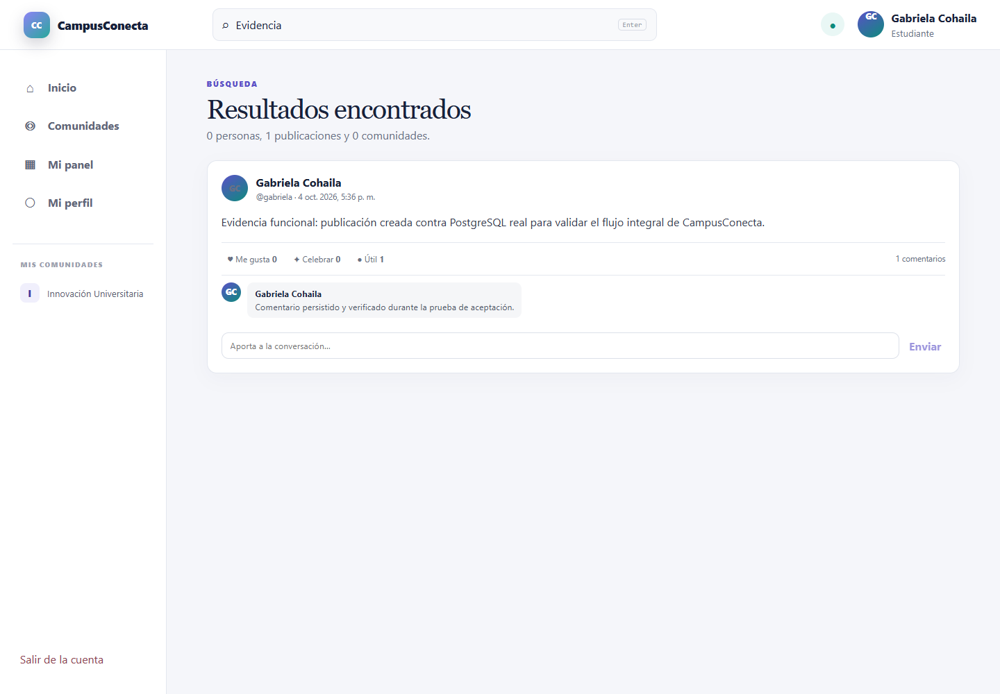 CC CampusConecta
Evidencia
Enter
GC
Gabriela Cohaila
Estudiante
Inicio
Comunidades
Mi panel
Mi perfil
MIS COMUNIDADES
I Innovación Universitaria
Salir de la cuenta
BÚSQUEDA
Resultados encontrados
0 personas, 1 publicaciones y 0 comunidades.
GC
Gabriela Cohaila
@gabriela · 4 oct. 2026, 5:36 p. m.
Evidencia funcional: publicación creada contra PostgreSQL real para validar el flujo integral de CampusConecta.
♥ Me gusta 0 ✦ Celebrar 0 ● Útil 1 1 comentarios
GC
Gabriela Cohaila
Comentario persistido y verificado durante la prueba de aceptación.
Aporta a la conversación... Enviar